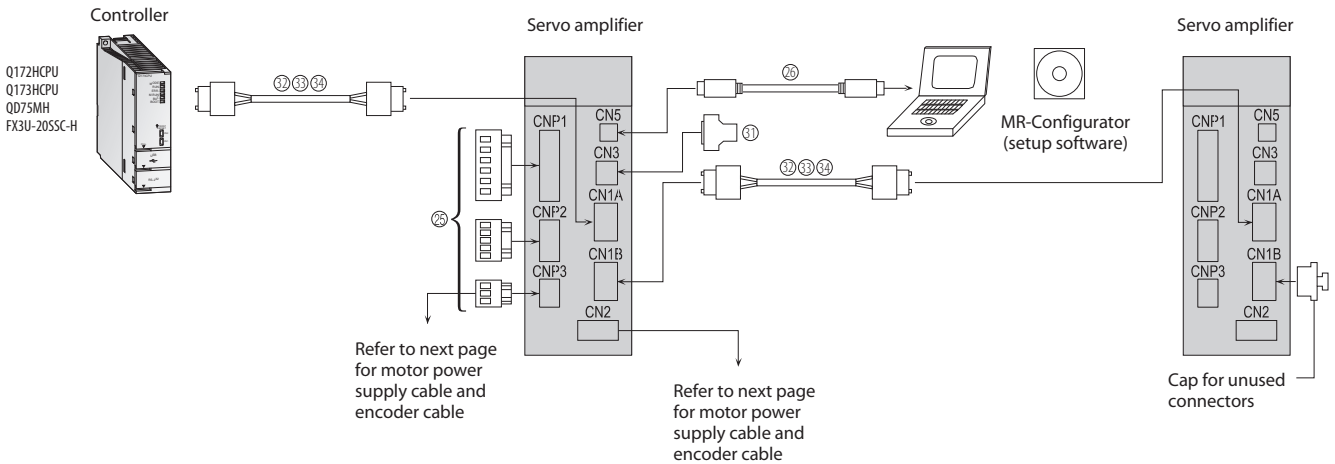 Controller
Q172HCPU
Q173HCPU
QD75MH
FX3U-20SSC-H
㉜㉝㉞
㉕
Servo amplifier
CNP1
CNP2
CNP3
CN5
CN3
CN1A
CN1B
CN2
Refer to next page
for motor power
supply cable and
encoder cable
Refer to next page
for motor power
supply cable and
encoder cable
㉖
㉛
㉜㉝㉞
MR-Configurator
(setup software)
Servo amplifier
CNP1
CNP2
CNP3
CN5
CN3
CN1A
CN1B
CN2
Cap for unused
connectors